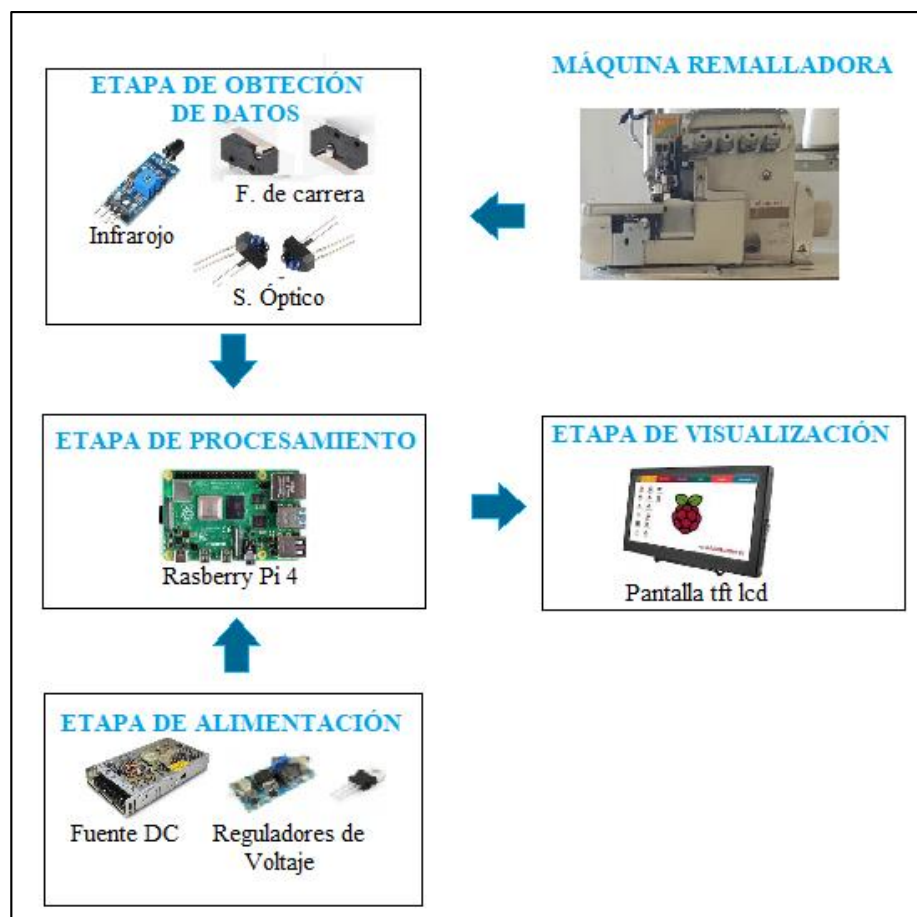 ETAPA DE OBTECIÓN
DE DATOS
F. de carrera
Infrarojo
S. Óptico
MÁQUINA REMALLADORA
ETAPA DE PROCESAMIENTO
Rasberry Pi 4
ETAPA DE VISUALIZACIÓN
Pantalla tft lcd
ETAPA DE ALIMENTACIÓN
Fuente DC
Reguladores de
Voltaje